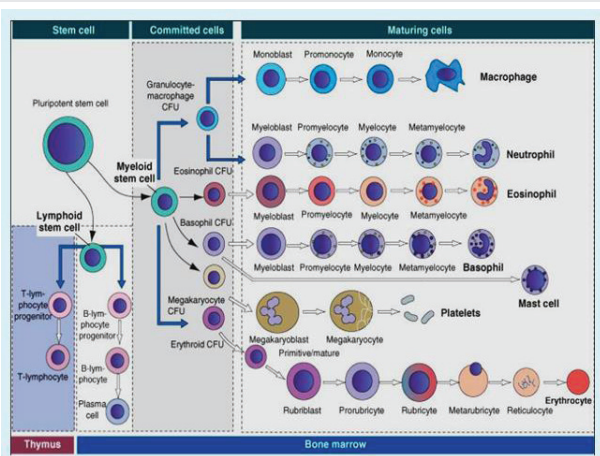 Stem cell
Committed cells
Maturing cells
Pluripotent stem cell
Myeloid
stem cell
Lymphoid
stem cell
T-lym-
phocyte
progenitor
T-lymphocyte
B-lym-
phocyte
progenitor
B-lym-
phocyte
Plasma
cell
Granulocyte-
macrophage
CFU
Eosinophil CFU
Basophil CFU
Megakaryocyte
CFU
Erythroid CFU
Monoblast
Promonocyte
Monocyte
Macrophage
Myeloblast
Promyelocyte
Myelocyte
Metamyelocyte
Neutrophil
Eosinophil
Myeloblast
Promyelocyte
Myelocyte
Metamyelocyte
Basophil
Myeloblast
Promyelocyte
Myelocyte
Metamyelocyte
Mast cell
Platelets
Megakaryoblast
Megakaryocyte
Primitive/mature
Rubriblast
Prorubricyte
Rubricyte
Metarubricyte
Reticulocyte
Erythrocyte
Thymus
Bone marrow